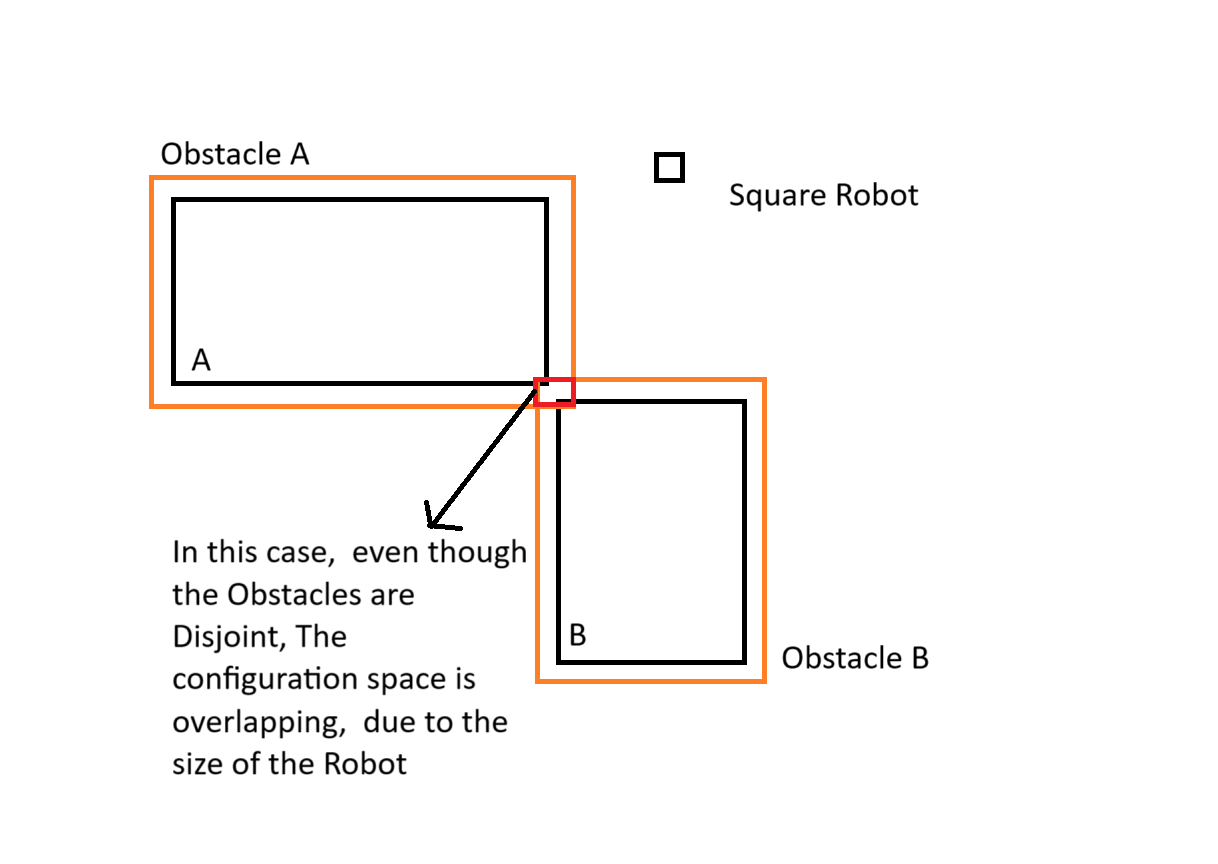 Obstacle A
Square Robot
A
In this case,  even though
the Obstacles are
Disjoint, The
configuration space is
overlapping,  due to the
size of the Robot
B
Obstacle B